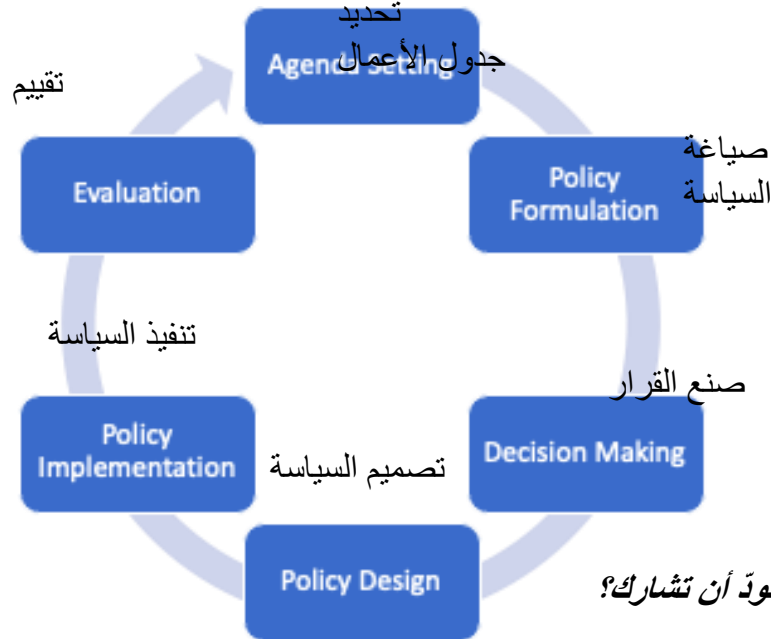 تحديد
جدول الأعمال
Agenda Setting
تقييم
صياغة
السياسة
Policy
Formulation
Evaluation
تنفيذ السياسة
صنع القرار
Policy
Implementation
تصميم السياسة
Decision Making
Policy Design
أن تشارك؟